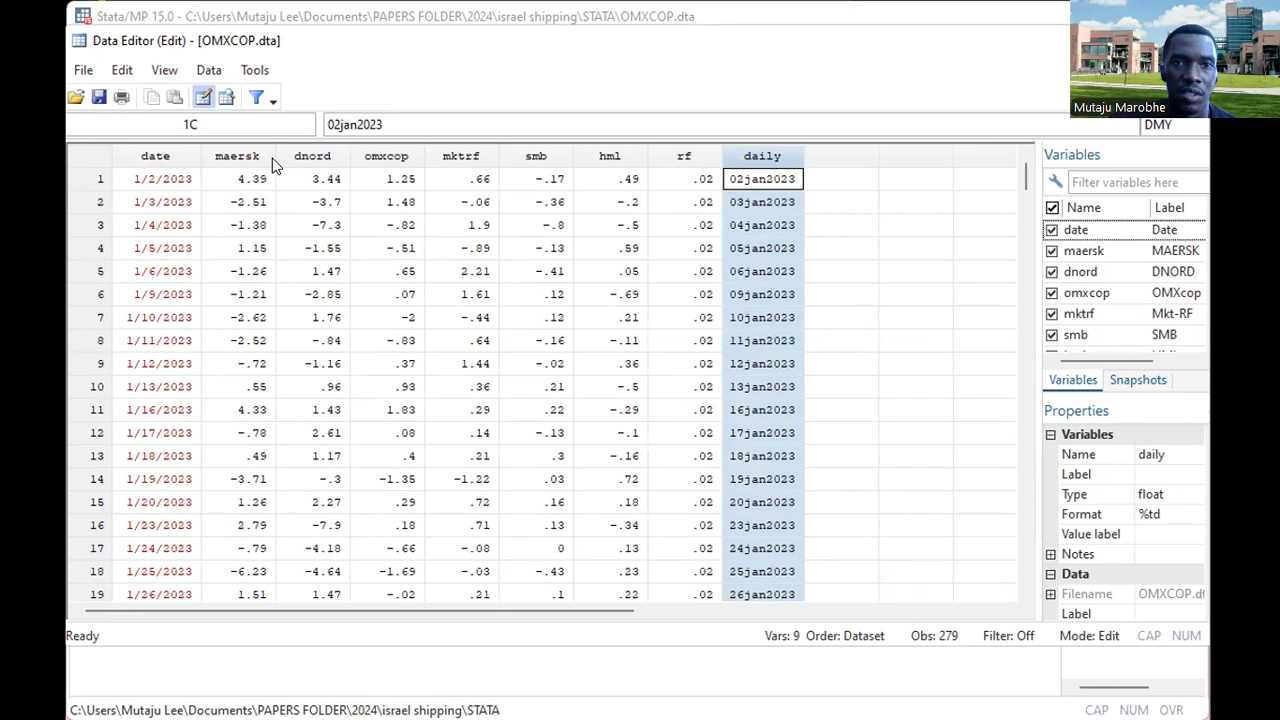 Stata/MP 15.0 - C:\Users\Mutaju Lee\Documents\PAPERS FOLDER\2024\israel shipping\STATA\OMXCOP.dta
Data Editor (Edit) - [OMXCOP.dta]
File Edit View Data Tools
Mutaju Marobhe
1C 02jan2023 DMY
date maersk dnord omxcop mktrf smb hml rf daily
1 1/2/2023 4.39 3.44 1.25 .66 -.17 .49 .02 02jan2023
2 1/3/2023 -2.51 -3.7 1.48 -.06 -.36 -.2 .02 03jan2023
3 1/4/2023 -1.38 -7.3 -.82 1.9 -.8 -.5 .02 04jan2023
4 1/5/2023 1.15 -1.55 -.51 -.89 -.13 .59 .02 05jan2023
5 1/6/2023 -1.26 1.47 .65 2.21 -.41 .05 .02 06jan2023
6 1/9/2023 -1.21 -2.85 .07 1.61 .12 -.69 .02 09jan2023
7 1/10/2023 -2.62 1.76 -2 -.44 .12 .21 .02 10jan2023
8 1/11/2023 -2.52 -.84 -.83 .64 -.16 -.11 .02 11jan2023
9 1/12/2023 -.72 -1.16 .37 1.44 -.02 .36 .02 12jan2023
10 1/13/2023 .55 .96 .93 .36 .21 -.5 .02 13jan2023
11 1/16/2023 4.33 1.43 1.83 .29 .22 -.29 .02 16jan2023
12 1/17/2023 -.78 2.61 .08 .14 -.13 -.1 .02 17jan2023
13 1/18/2023 .49 1.17 .4 .21 .3 -.16 .02 18jan2023
14 1/19/2023 -3.71 -.3 -1.35 -1.22 .03 .72 .02 19jan2023
15 1/20/2023 1.26 2.27 .29 .72 .16 .18 .02 20jan2023
16 1/23/2023 2.79 -7.9 .18 .71 .13 -.34 .02 23jan2023
17 1/24/2023 -.79 -4.18 -.66 -.08 0 .13 .02 24jan2023
18 1/25/2023 -6.23 -4.64 -1.69 -.03 -.43 .23 .02 25jan2023
19 1/26/2023 1.51 1.47 -.02 .21 .1 .22 .02 26jan2023
Variables
Filter variables here
Name Label
date Date
maersk MAERSK
dnord DNORD
omxcop OMXcop
mktrf Mkt-RF
smb SMB
Variables Snapshots
Properties
Variables
Name daily
Label
Type float
Format %td
Value label
Notes
Data
Filename OMXCOP.dt
Label
Ready Vars: 9 Order: Dataset Obs: 279 Filter: Off Mode: Edit CAP NUM
C:\Users\Mutaju Lee\Documents\PAPERS FOLDER\2024\israel shipping\STATA CAP NUM OVR